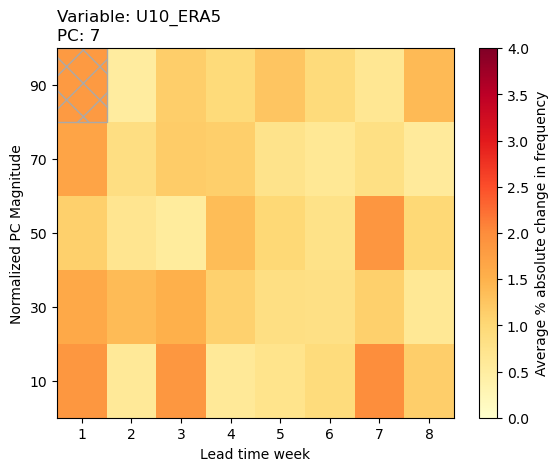 Variable: U10_ERA5
PC: 7
90
70
50
30
10
Normalized PC Magnitude
1 2 3 4 5 6 7 8
Lead time week
4.0
3.5
3.0
2.5
2.0
1.5
1.0
0.5
0.0
Average % absolute change in frequency